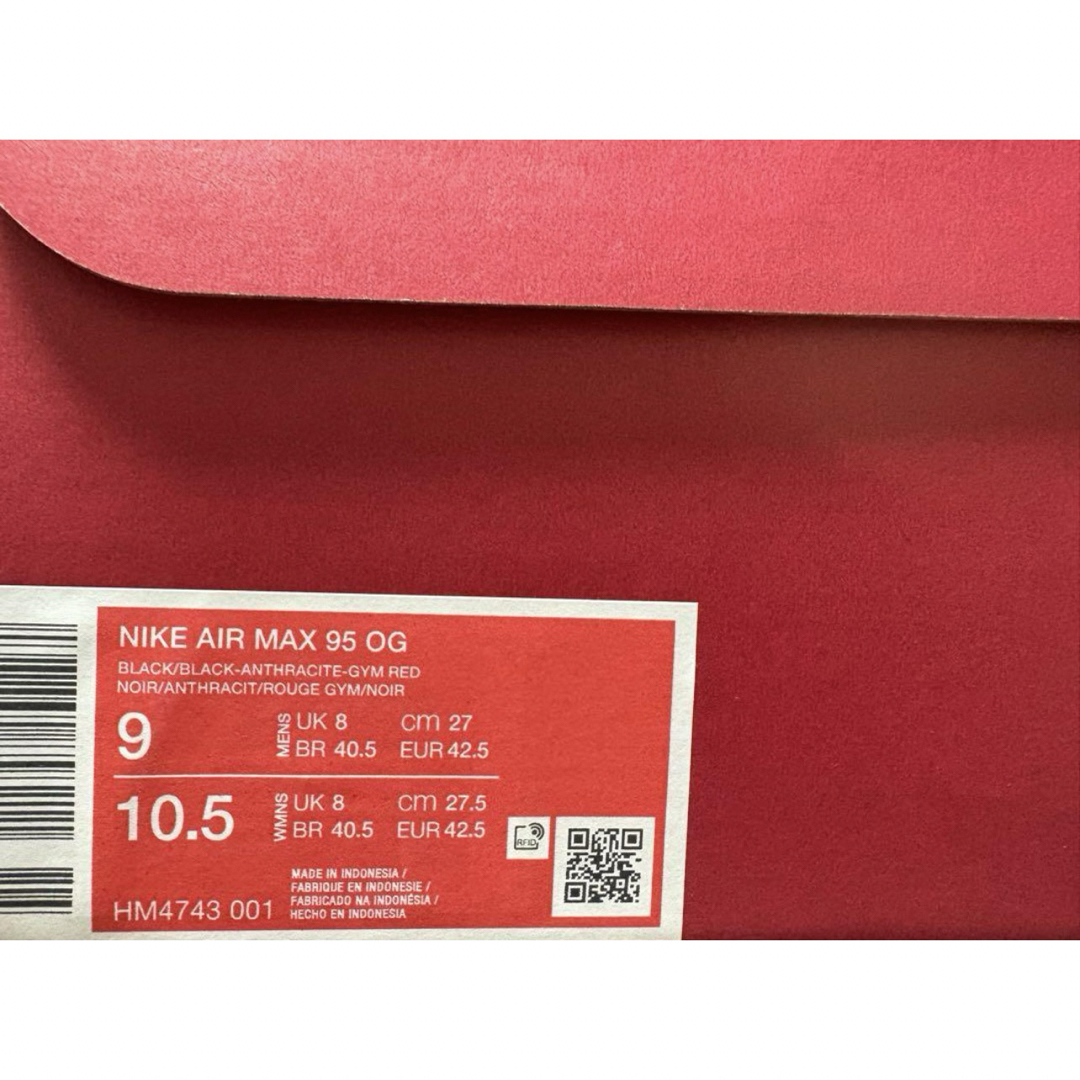 NIKE AIR MAX 95 OG
BLACK/BLACK-ANTHRACITE-GYM RED
NOIR/ANTHRACIT/ROUGE GYM/NOIR
9 MENS UK 8 cm 27
BR 40.5 EUR 42.5
10.5 WMNS UK 8 cm 27.5
BR 40.5 EUR 42.5
RFID
MADE IN INDONESIA /
FABRIQUE EN INDONESIE /
FABRICADO NA INDONÉSIA /
HECHO EN INDONESIA
HM4743 001